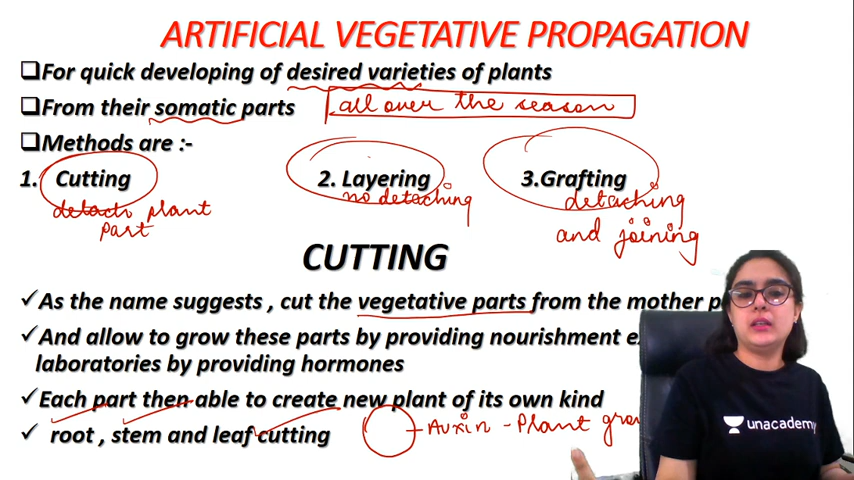 ARTIFICIAL VEGETATIVE PROPAGATION
For quick developing of desired varieties of plants
From their somatic parts all over the season
Methods are :-
1. Cutting 2. Layering 3.Grafting
detach plant part no detaching detaching and joining
CUTTING
As the name suggests , cut the vegetative parts from the mother p
And allow to grow these parts by providing nourishment e
laboratories by providing hormones
Each part then able to create new plant of its own kind
root , stem and leaf cutting
Auxin - Plant grow
unacademy